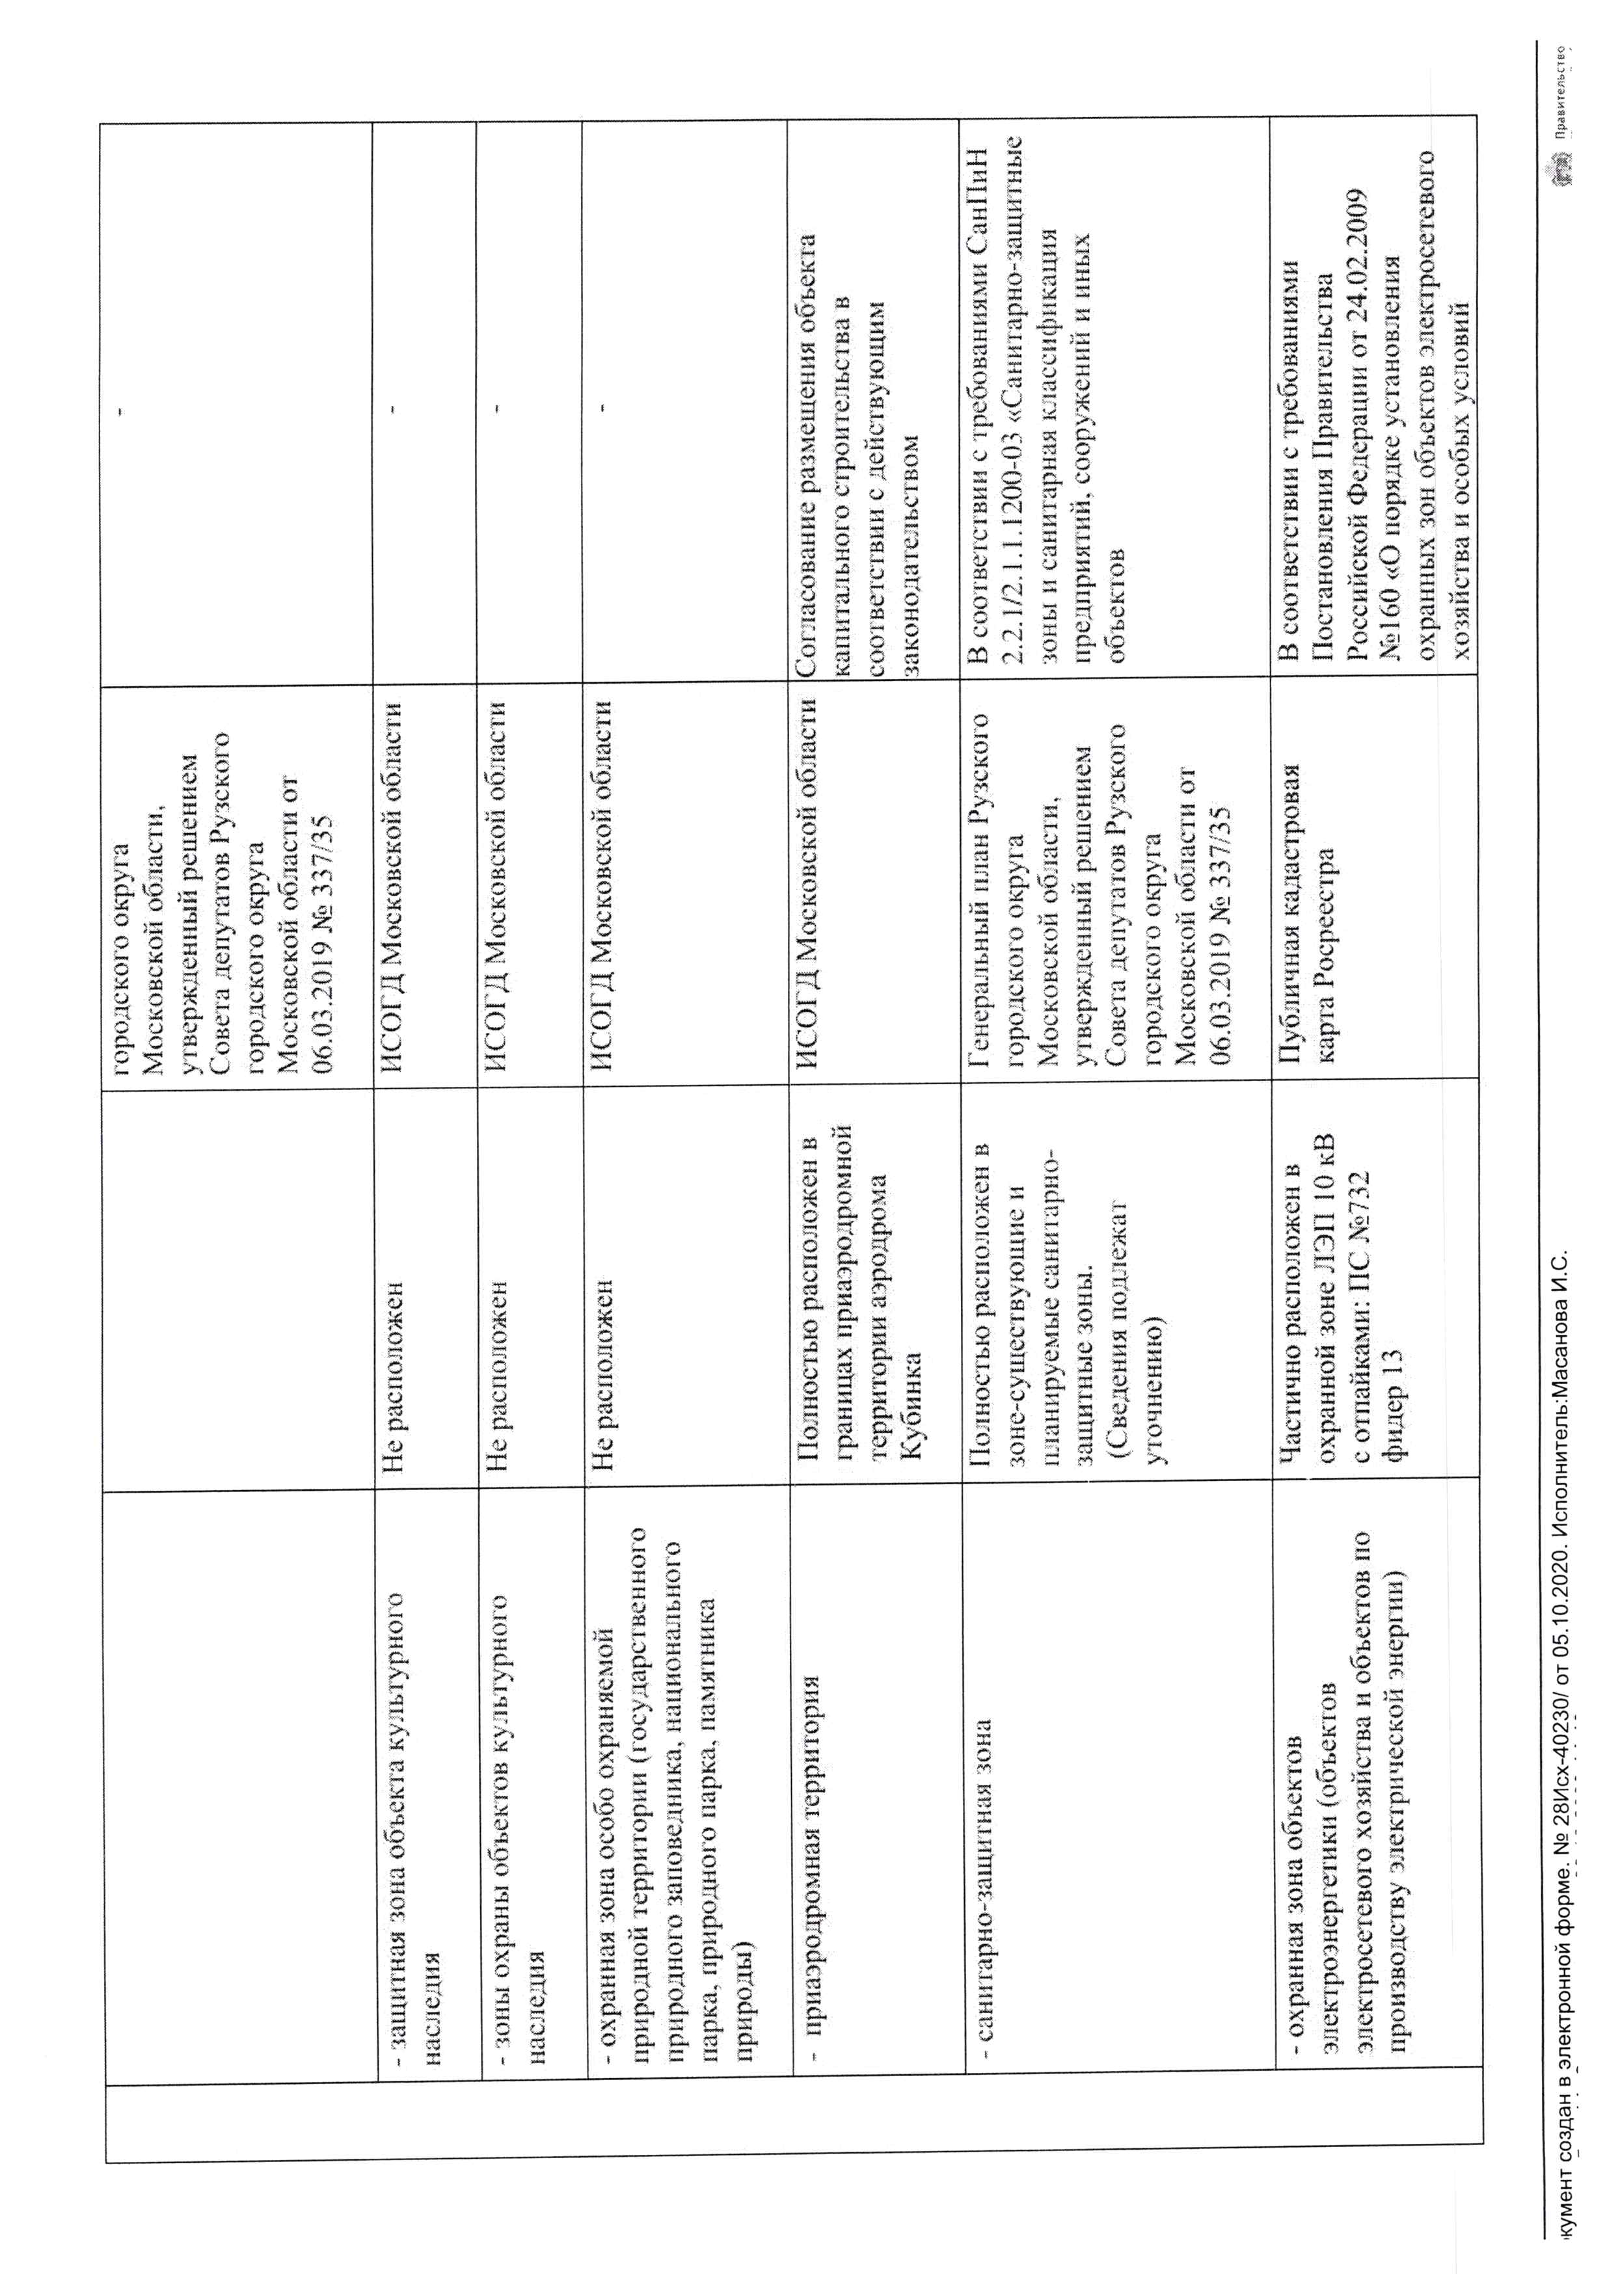 городского округа
Московской области,
утвержденный решением
Совета депутатов Рузского
городского округа
Московской области от
06.03.2019 № 337/35
-
- защитная зона объекта культурного
наследия
Не расположен
ИСОГД Московской области
-
- зоны охраны объектов культурного
наследия
Не расположен
ИСОГД Московской области
-
- охранная зона особо охраняемой
природной территории (государственного
природного заповедника, национального
парка, природного парка, памятника
природы)
Не расположен
ИСОГД Московской области
-
- приаэродромная территория
Полностью расположен в
границах приаэродромной
территории аэродрома
Кубинка
ИСОГД Московской области
Согласование размещения объекта
капитального строительства в
соответствии с действующим
законодательством
- санитарно-защитная зона
Полностью расположен в
зоне-существующие и
планируемые санитарно-
защитные зоны.
(Сведения подлежат
уточнению)
Генеральный план Рузского
городского округа
Московской области,
утвержденный решением
Совета депутатов Рузского
городского округа
Московской области от
06.03.2019 № 337/35
В соответствии с требованиями СанПиН
2.2.1/2.1.1.1200-03 «Санитарно-защитные
зоны и санитарная классификация
предприятий, сооружений и иных
объектов
- охранная зона объектов
электроэнергетики (объектов
электросетевого хозяйства и объектов по
производству электрической энергии)
Частично расположен в
охранной зоне ЛЭП 10 кВ
с отпайками: ПС №732
фидер 13
Публичная кадастровая
карта Росреестра
В соответствии с требованиями
Постановления Правительства
Российской Федерации от 24.02.2009
№160 «О порядке установления
охранных зон объектов электросетевого
хозяйства и особых условий
кумент создан в электронной форме. № 28Исх-40230/ от 05.10.2020. Исполнитель:Масанова И.С.
Правительство